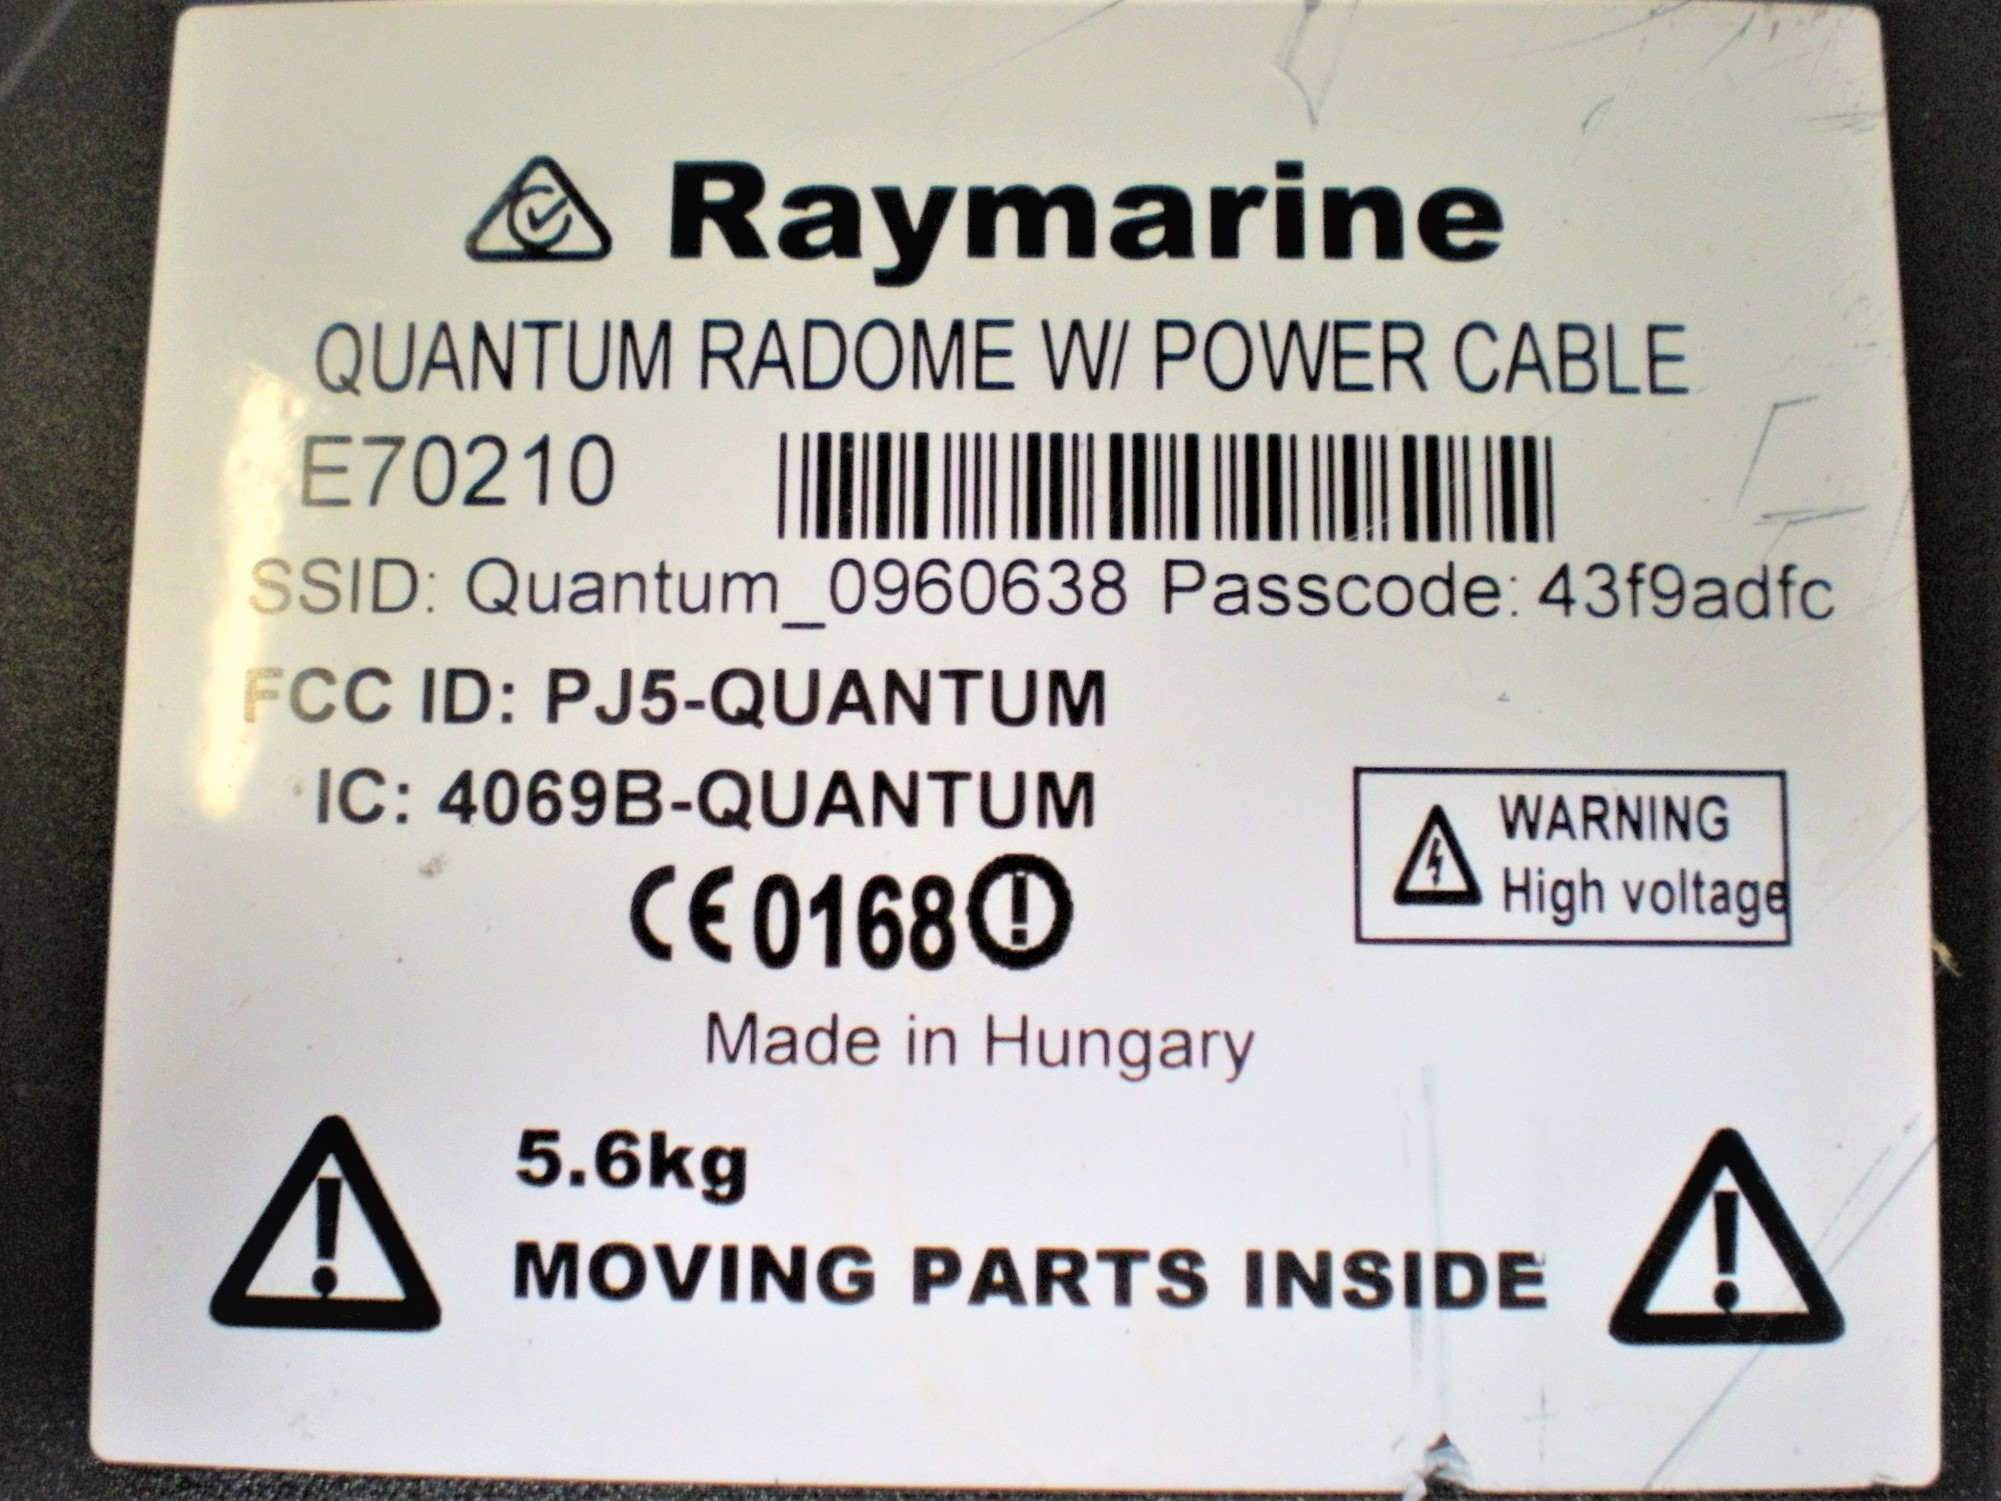 Raymarine
QUANTUM RADOME W/ POWER CABLE
E70210
SSID: Quantum_0960638 Passcode: 43f9adfc
FCC ID: PJ5-QUANTUM
IC: 4069B-QUANTUM
CE0168
WARNING
High voltage
Made in Hungary
5.6kg
MOVING PARTS INSIDE